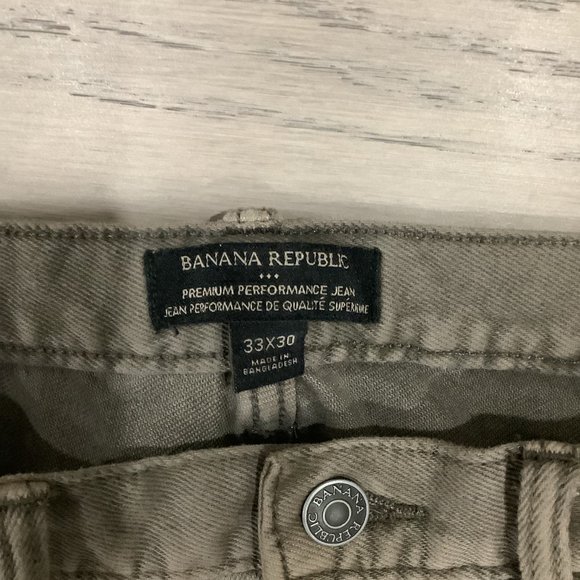 BANANA REPUBLIC
PREMIUM PERFORMANCE JEAN
JEAN PERFORMANCE DE QUALITÉ SUPÉRIEURE
33X30
MADE IN
BANGLADESH
BANANA REPUBLIC